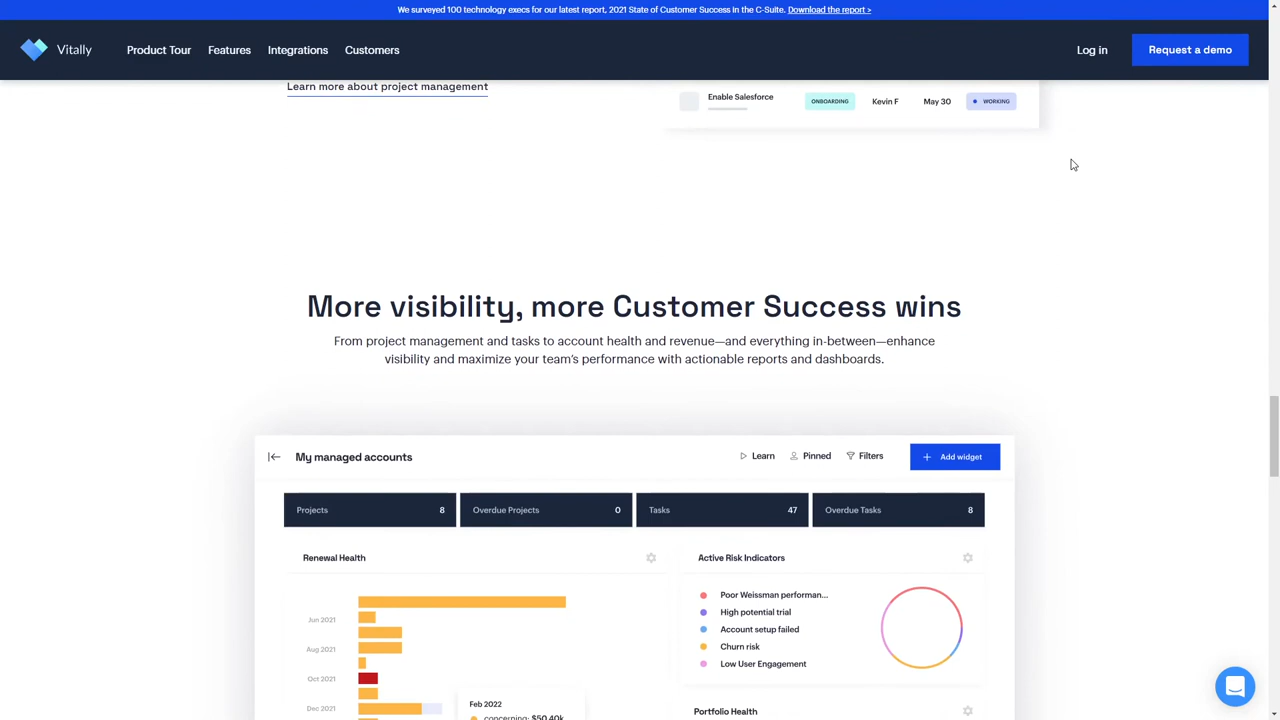 We surveyed 100 technology execs for our latest report, 2021 State of Customer Success in the C-Suite. Download the report >
Vitally
Product Tour
Features
Integrations
Customers
Log in
Request a demo
Learn more about project management
Enable Salesforce
ONBOARDING
Kevin F
May 30
WORKING
More visibility, more Customer Success wins
From project management and tasks to account health and revenue—and everything in-between—enhance
visibility and maximize your team's performance with actionable reports and dashboards.
My managed accounts
Learn
Pinned
Filters
+ Add widget
Projects 8
Overdue Projects 0
Tasks 47
Overdue Tasks 8
Renewal Health
Jun 2021
Aug 2021
Oct 2021
Dec 2021
Feb 2022
concerning: $50.40k
Active Risk Indicators
Poor Weissman performan...
High potential trial
Account setup failed
Churn risk
Low User Engagement
Portfolio Health